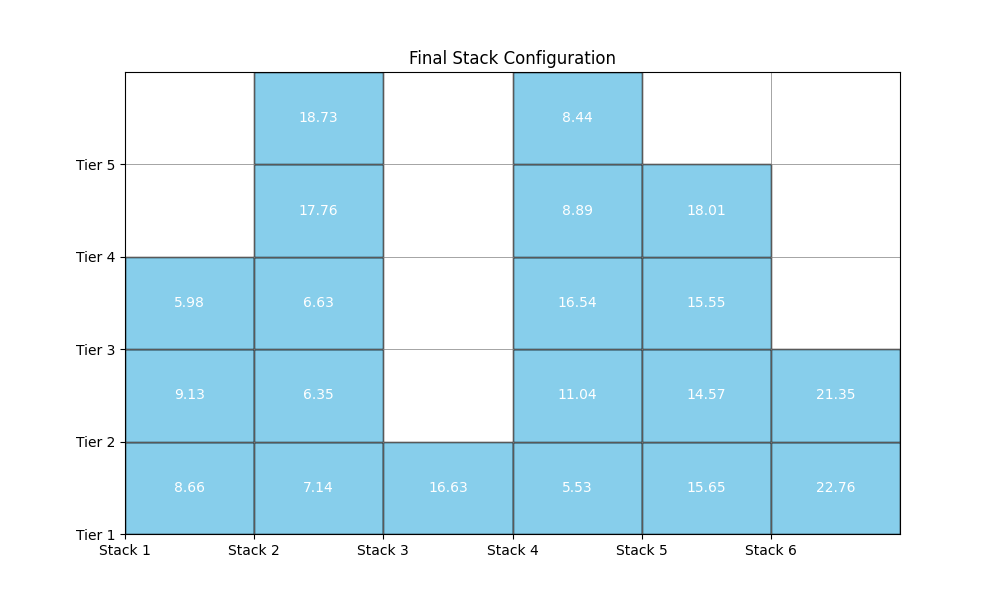 Final Stack Configuration
18.73 8.44
Tier 5
17.76 8.89 18.01
Tier 4
5.98 6.63 16.54 15.55
Tier 3
9.13 6.35 11.04 14.57 21.35
Tier 2
8.66 7.14 16.63 5.53 15.65 22.76
Tier 1
Stack 1 Stack 2 Stack 3 Stack 4 Stack 5 Stack 6